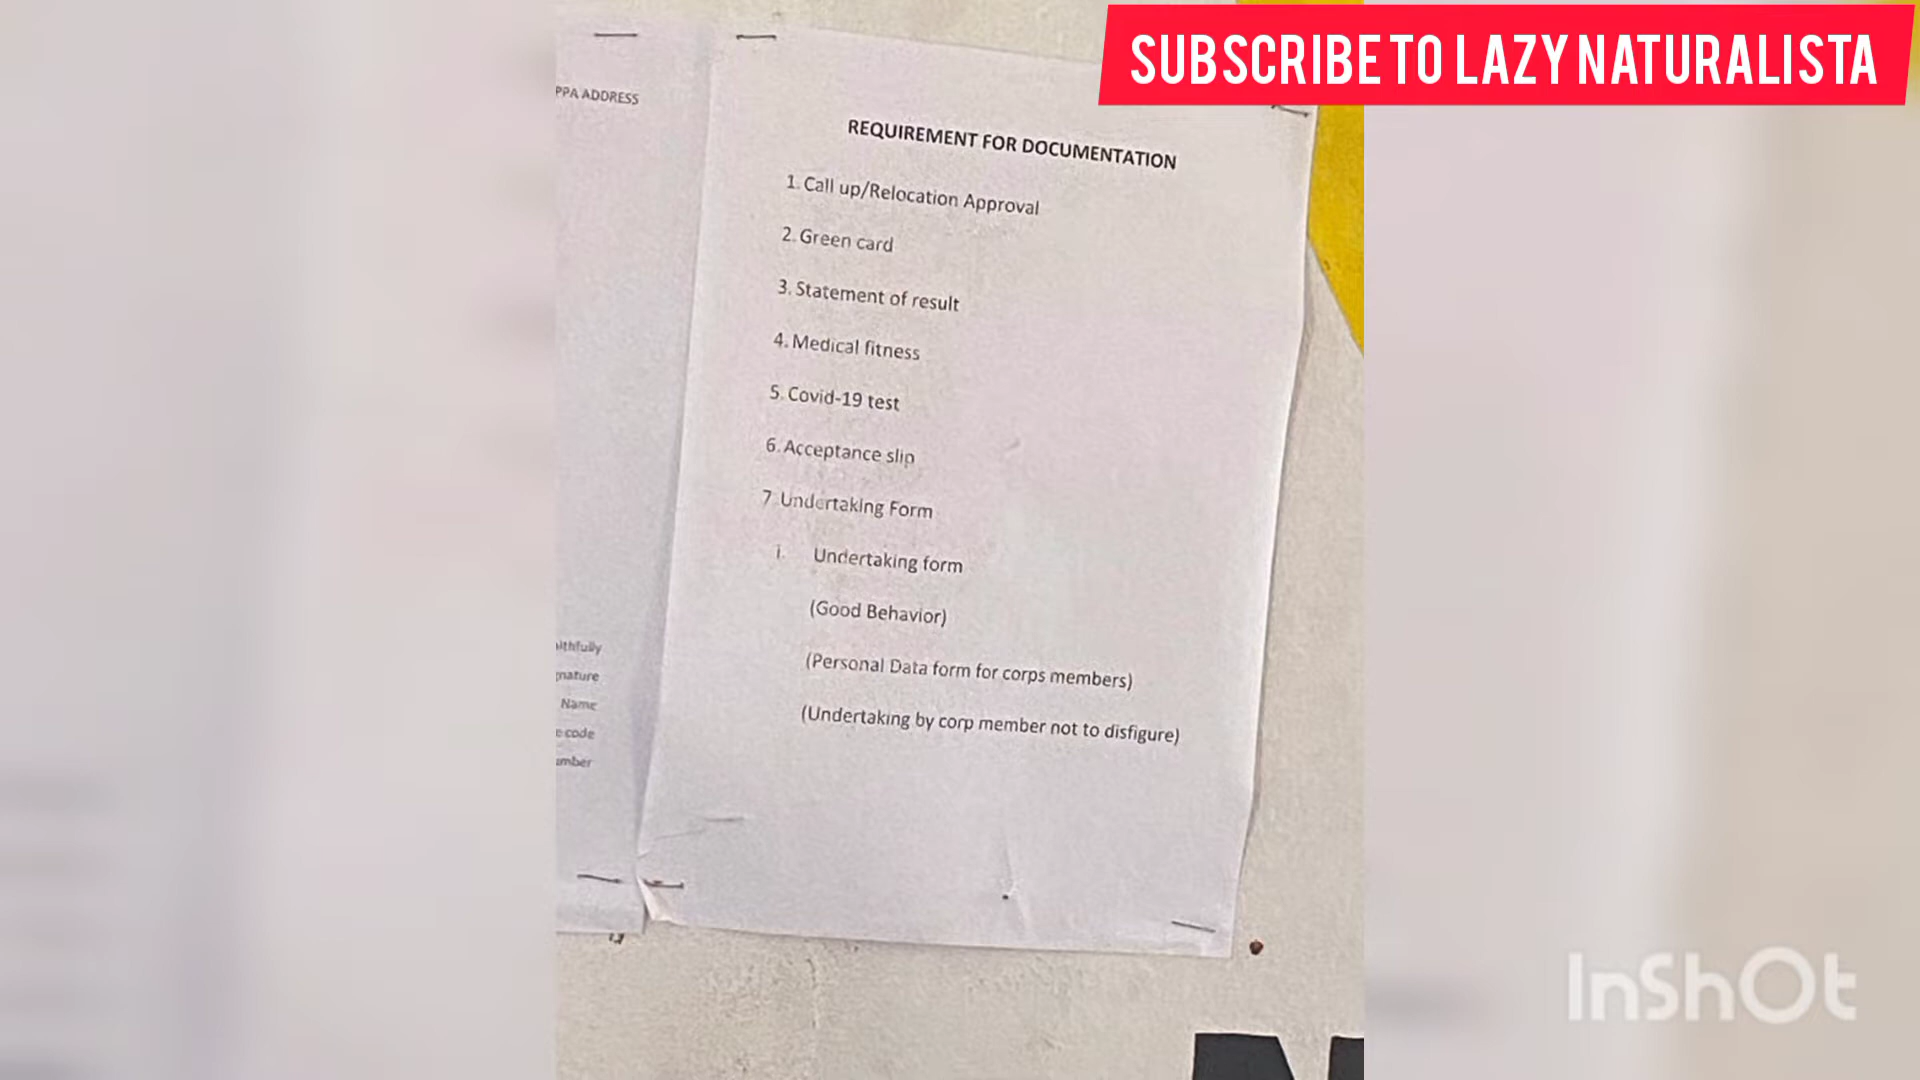 SUBSCRIBE TO LAZY NATURALISTA
PPA ADDRESS
REQUIREMENT FOR DOCUMENTATION
1. Call up/Relocation Approval
2. Green card
3. Statement of result
4. Medical fitness
5. Covid-19 test
6. Acceptance slip
7 Undertaking Form
i. Undertaking form
(Good Behavior)
(Personal Data form for corps members)
(Undertaking by corp member not to disfigure)
Name
code
InShOt